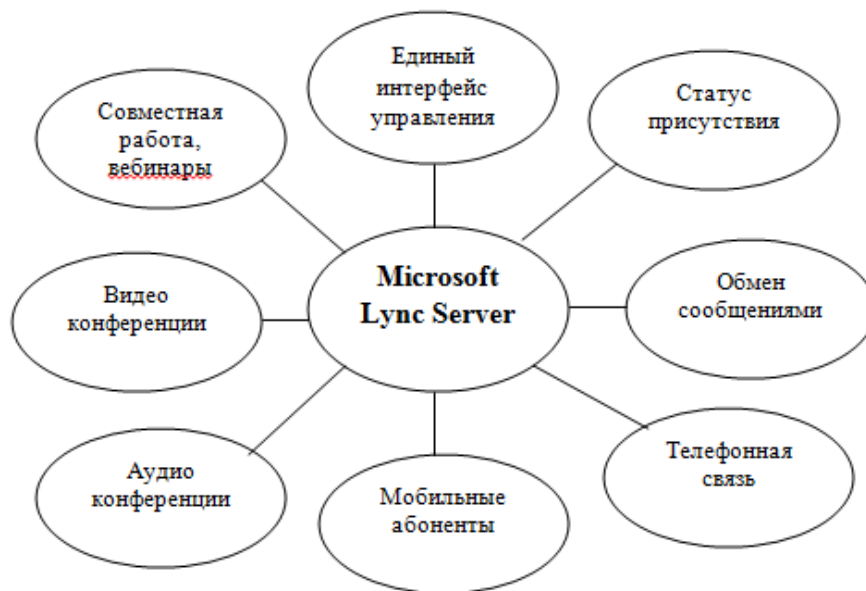 Единый
интерфейс
управления
Совместная
работа,
вебинары
Статус
присутствия
Microsoft
Lync Server
Видео
конференции
Обмен
сообщениями
Аудио
конференции
Мобильные
абоненты
Телефонная
связь